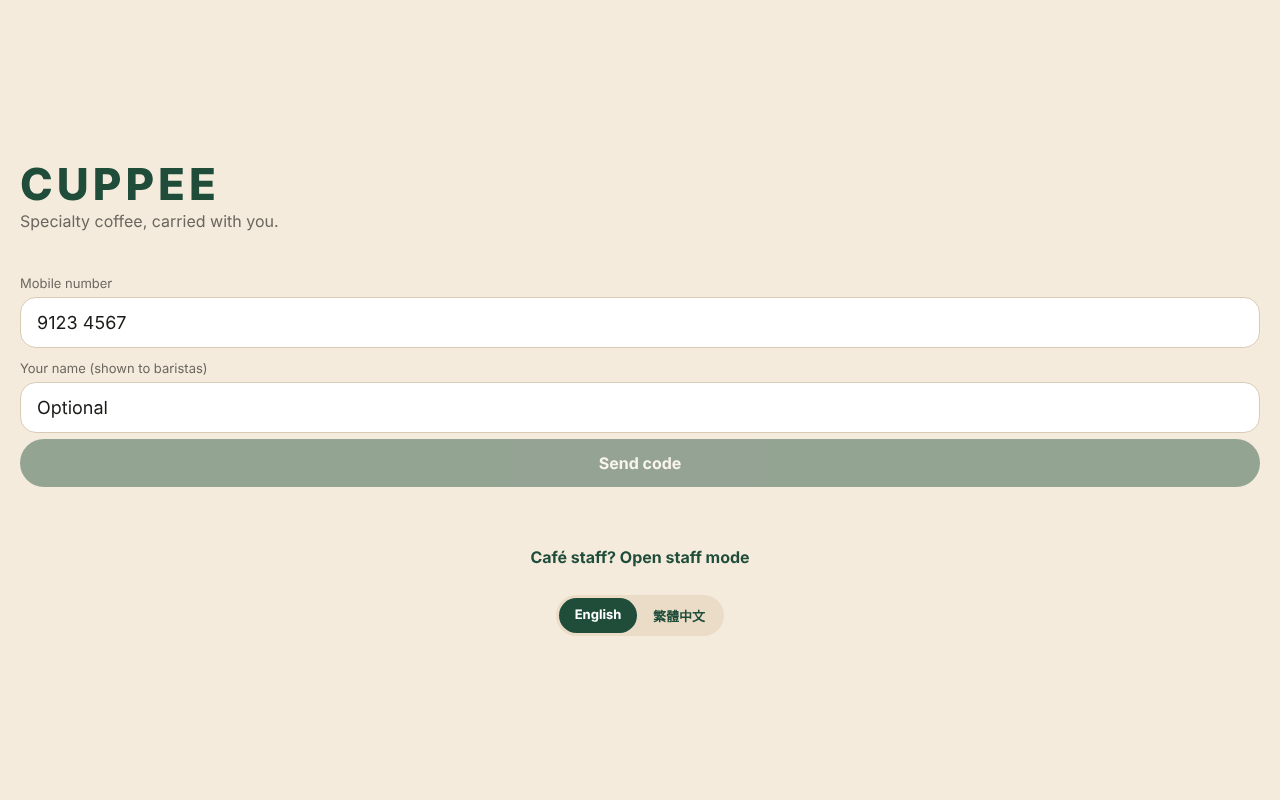 CUPPEE
Specialty coffee, carried with you.
Mobile number
9123 4567
Your name (shown to baristas)
Optional
Send code
Café staff? Open staff mode
English
繁體中文